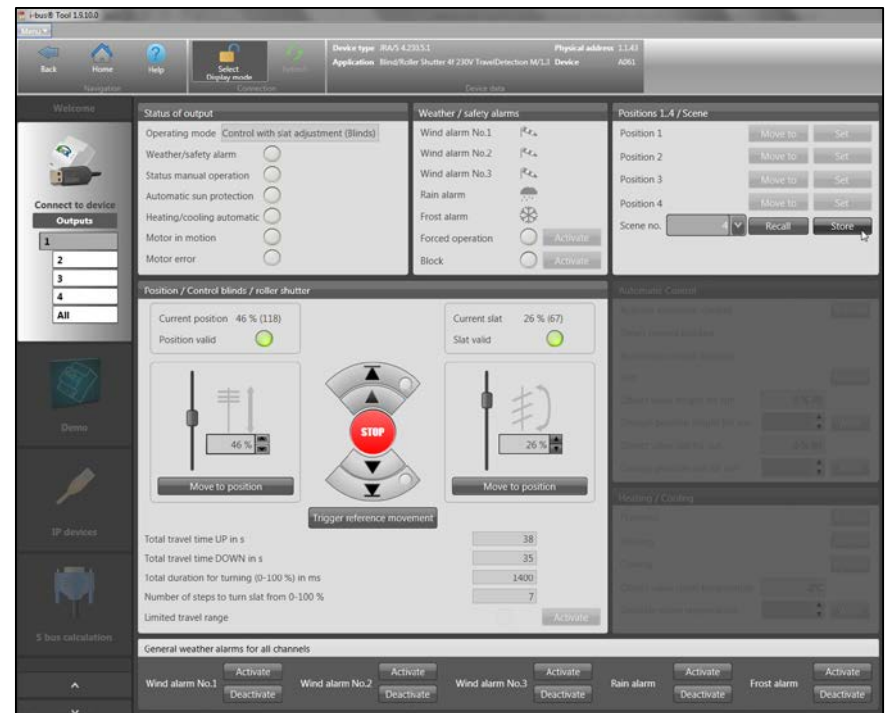 i-bus® Tool 1.9.10.0
Menu
Back
Home
Help
Select
Display mode
Navigation
Connection
Device type JRA/S 4.230.5.1 Physical address 1.1.43
Application Blind/Roller Shutter 4f 230V TravelDetection M/1.3 Device A061
Device data
Welcome
Connect to device
Outputs
1
2
3
4
All
Demo
IP devices
S bus calculation
Status of output
Operating mode Control with slat adjustment (Blinds)
Weather/safety alarm
Status manual operation
Automatic sun protection
Heating/cooling automatic
Motor in motion
Motor error
Weather / safety alarms
Wind alarm No.1
Wind alarm No.2
Wind alarm No.3
Rain alarm
Frost alarm
Forced operation Activate
Block Activate
Positions 1..4 / Scene
Position 1 Move to Set
Position 2 Move to Set
Position 3 Move to Set
Position 4 Move to Set
Scene no. 4 Recall Store
Position / Control blinds / roller shutter
Current position 46 % (118)
Position valid
Current slat 26 % (67)
Slat valid
46 %
Move to position
STOP
26 %
Move to position
Trigger reference movement
Total travel time UP in s 38
Total travel time DOWN in s 35
Total duration for turning (0-100 %) in ms 1400
Number of steps to turn slat from 0-100 % 7
Limited travel range Activate
Automatic Control
Heating / Cooling
General weather alarms for all channels
Wind alarm No.1 Activate Deactivate
Wind alarm No.2 Activate Deactivate
Wind alarm No.3 Activate Deactivate
Rain alarm Activate Deactivate
Frost alarm Activate Deactivate